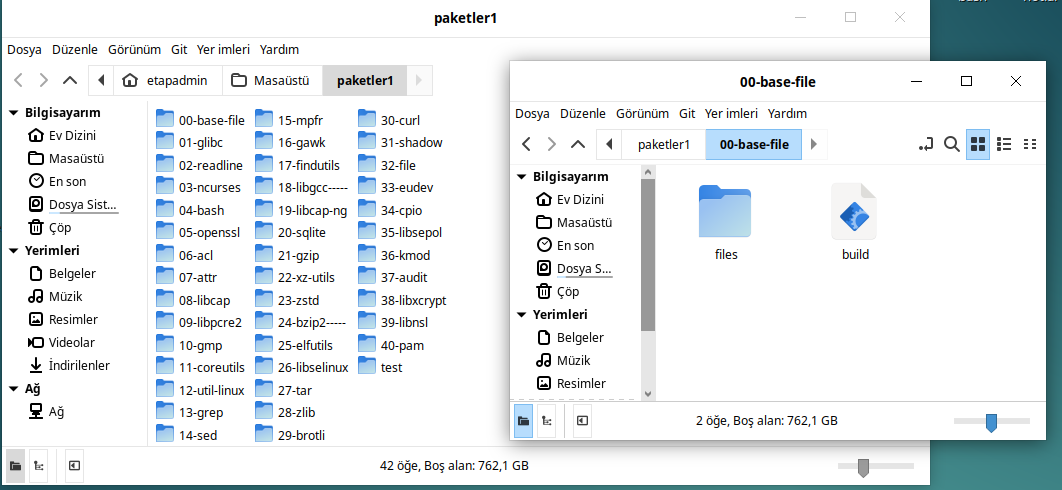 paketler1
Dosya Düzenle Görünüm Git Yer imleri Yardım
etapadmin Masaüstü paketler1
Bilgisayarım
Ev Dizini
Masaüstü
En son
Dosya Sist...
Çöp
Yerimleri
Belgeler
Müzik
Resimler
Videolar
İndirilenler
Ağ
Ağ
00-base-file 15-mpfr 30-curl
01-glibc 16-gawk 31-shadow
02-readline 17-findutils 32-file
03-ncurses 18-libgcc----- 33-eudev
04-bash 19-libcap-ng 34-cpio
05-openssl 20-sqlite 35-libsepol
06-acl 21-gzip 36-kmod
07-attr 22-xz-utils 37-audit
08-libcap 23-zstd 38-libxcrypt
09-libpcre2 24-bzip2----- 39-libnsl
10-gmp 25-elfutils 40-pam
11-coreutils 26-libselinux test
12-util-linux 27-tar
13-grep 28-zlib
14-sed 29-brotli
42 öğe, Boş alan: 762,1 GB
00-base-file
Dosya Düzenle Görünüm Git Yer imleri Yardım
paketler1 00-base-file
Bilgisayarım
Ev Dizini
Masaüstü
En son
Dosya S...
Çöp
Yerimleri
Belgeler
Müzik
Resimler
files build
2 öğe, Boş alan: 762,1 GB